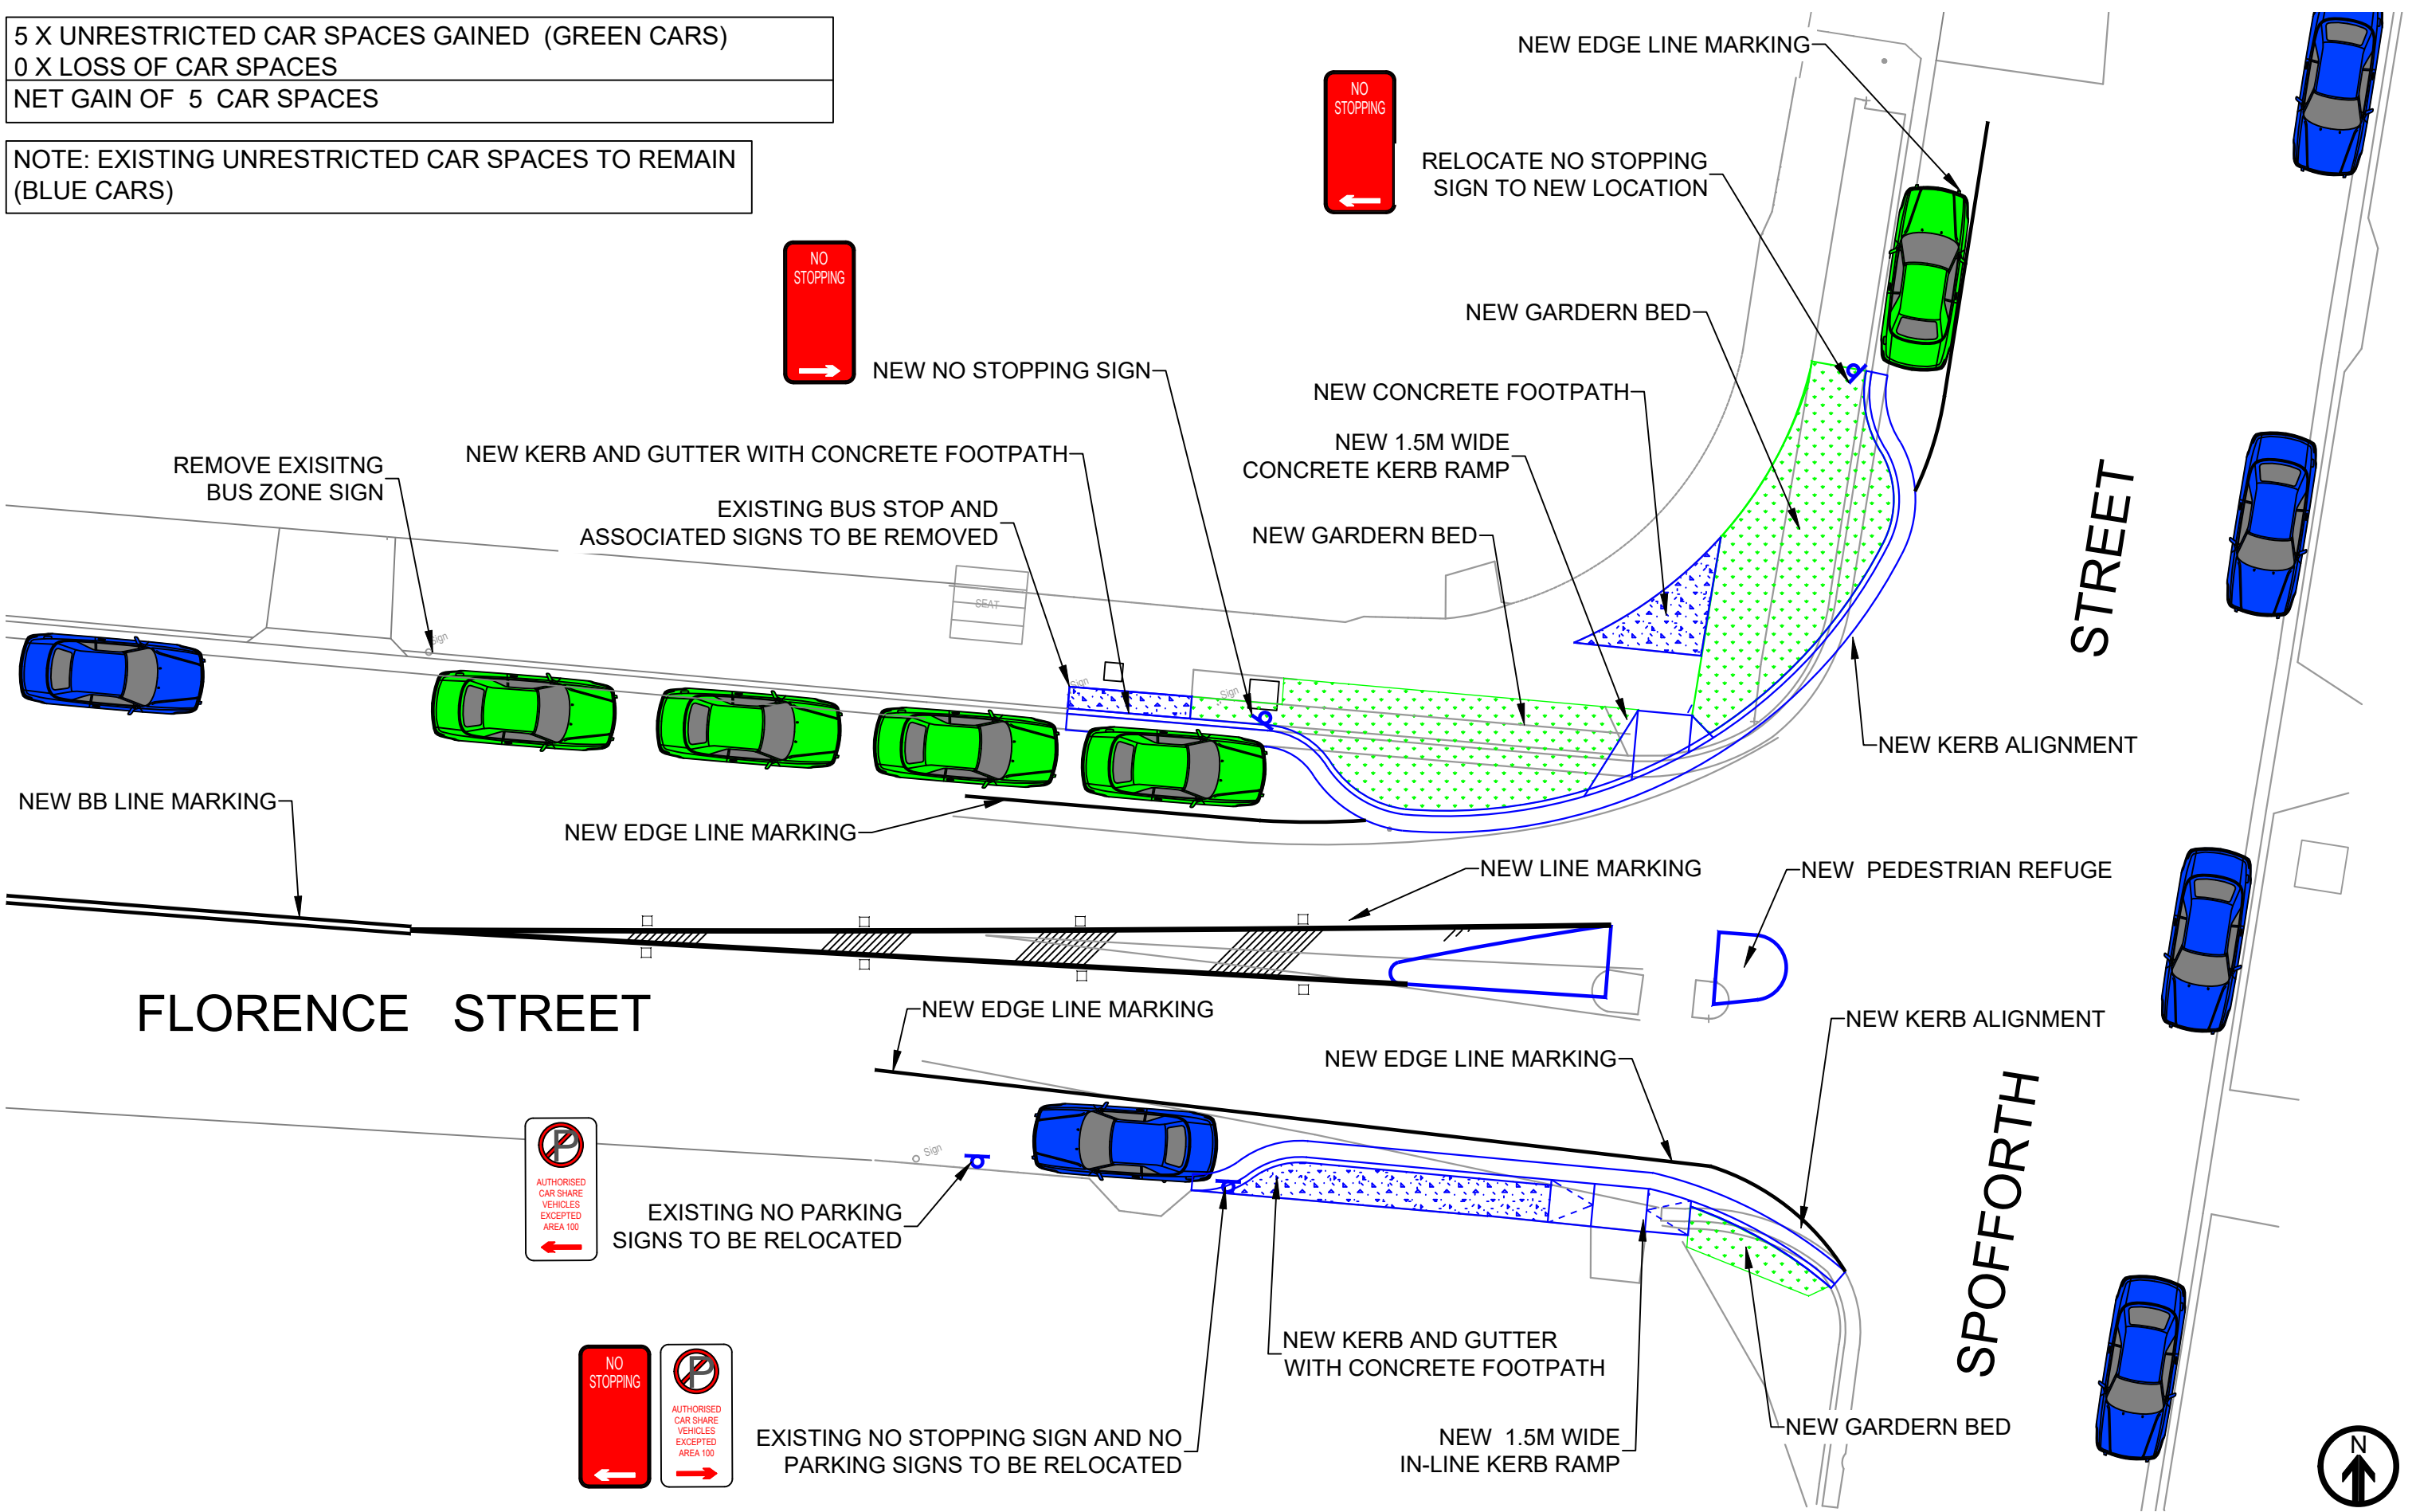 5 X UNRESTRICTED CAR SPACES GAINED (GREEN CARS)
0 X LOSS OF CAR SPACES
NET GAIN OF 5 CAR SPACES
NOTE: EXISTING UNRESTRICTED CAR SPACES TO REMAIN
(BLUE CARS)
NEW EDGE LINE MARKING
NO
STOPPING
RELOCATE NO STOPPING
SIGN TO NEW LOCATION
NO
STOPPING
NEW GARDERN BED
NEW NO STOPPING SIGN
NEW CONCRETE FOOTPATH
NEW 1.5M WIDE
CONCRETE KERB RAMP
NEW KERB AND GUTTER WITH CONCRETE FOOTPATH
REMOVE EXISITNG
BUS ZONE SIGN
EXISTING BUS STOP AND
ASSOCIATED SIGNS TO BE REMOVED
NEW GARDERN BED
STREET
SEAT
Sign
Sign
Sign
NEW KERB ALIGNMENT
NEW BB LINE MARKING
NEW EDGE LINE MARKING
NEW LINE MARKING
NEW PEDESTRIAN REFUGE
FLORENCE STREET
NEW EDGE LINE MARKING
NEW KERB ALIGNMENT
NEW EDGE LINE MARKING
SPOFFORTH
Sign
P
AUTHORISED
CAR SHARE
VEHICLES
EXCEPTED
AREA 100
EXISTING NO PARKING
SIGNS TO BE RELOCATED
NO
STOPPING
P
AUTHORISED
CAR SHARE
VEHICLES
EXCEPTED
AREA 100
EXISTING NO STOPPING SIGN AND NO
PARKING SIGNS TO BE RELOCATED
NEW KERB AND GUTTER
WITH CONCRETE FOOTPATH
NEW 1.5M WIDE
IN-LINE KERB RAMP
NEW GARDERN BED
N